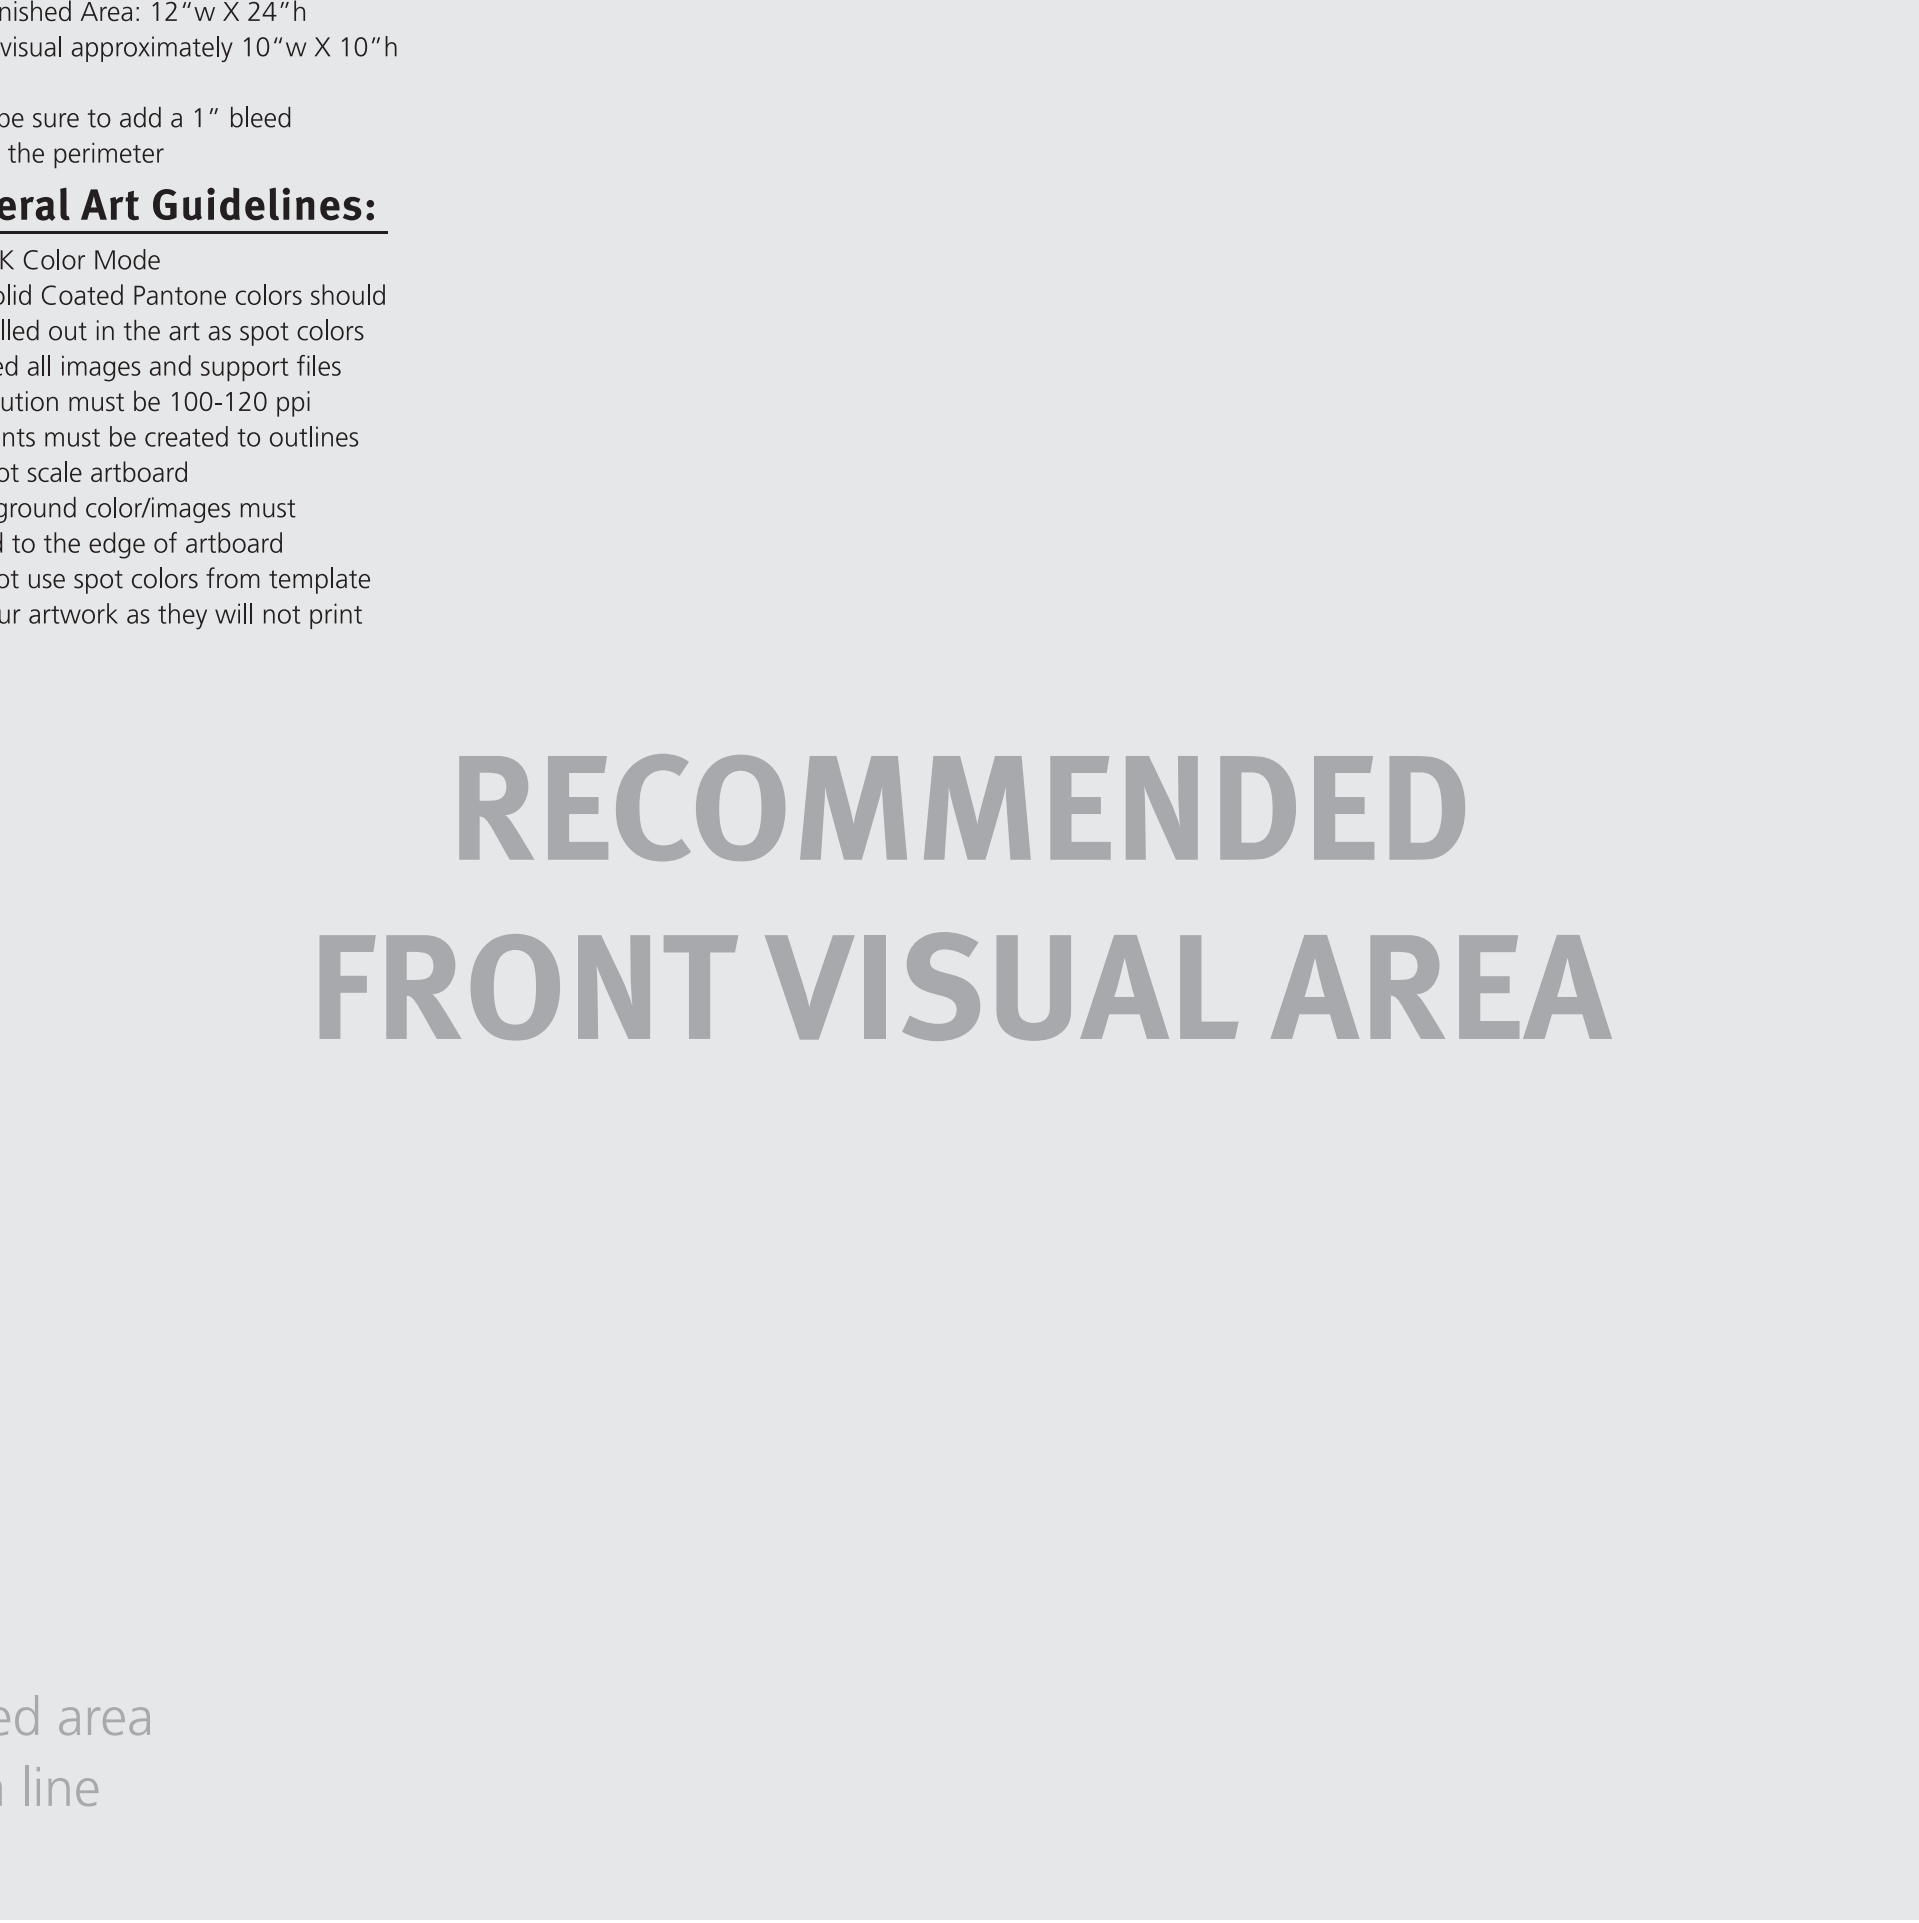 nished Area: 12“w X 24”h
visual approximately 10“w X 10”h
be sure to add a 1” bleed
the perimeter
eral Art Guidelines:
K Color Mode
olid Coated Pantone colors should
lled out in the art as spot colors
ed all images and support files
ution must be 100-120 ppi
nts must be created to outlines
ot scale artboard
ground color/images must
d to the edge of artboard
ot use spot colors from template
ur artwork as they will not print
RECOMMENDED
FRONT VISUAL AREA
ed area
line